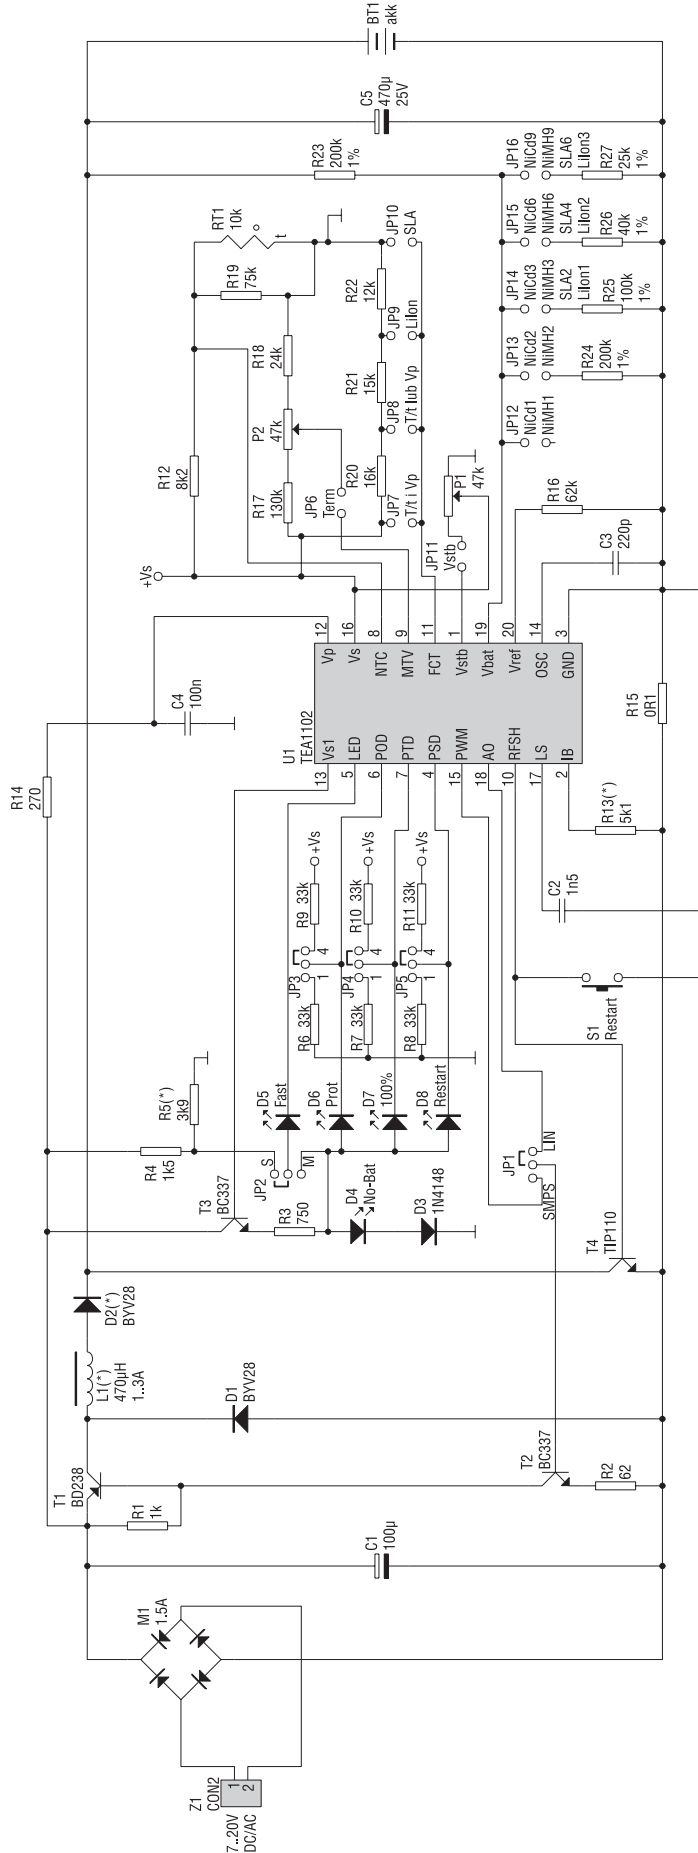 Z1
CON2
1
2
7..20V
DC/AC
M1
1.5A
C1
100µ
R1
1k
T1
BD238
T2
BC337
R2
62
D1
BYV28
L1(*)
470µH
1..3A
D2(*)
BYV28
T4
TIP110
T3
BC337
R3
750
D4
No-Bat
D3
1N4148
R4
1k5
R5(*)
3k9
JP2
S
M
D5
Fast
D6
Prot
D7
100%
D8
Restart
JP1
SMPS
LIN
S1
Restart
R6 33k
R7 33k
R8 33k
JP3
1
4
JP4
1
4
JP5
1
4
R9 33k
R10 33k
R11 33k
+Vs
+Vs
+Vs
C2
1n5
R13(*)
5k1
R14
270
R15
0R1
C4
100n
U1
TEA1102
13
5
6
7
4
15
18
10
17
2
Vs1
LED
POD
PTD
PSD
PWM
AO
RFSH
LS
IB
Vp
Vs
NTC
MTV
FCT
Vstb
Vbat
Vref
OSC
GND
12
16
8
9
11
1
19
20
14
3
+Vs
R12
8k2
R17
130k
P2
47k
R18
24k
R19
75k
RT1
10k
t
JP6
Term
R20
16k
R21
15k
R22
12k
JP7
T/t i Vp
JP8
T/t lub Vp
JP9
LiIon
JP10
SLA
JP11
Vstb
P1
47k
C3
220p
R16
62k
R23
200k
1%
JP12
NiCd1
NiMH1
JP13
NiCd2
NiMH2
R24
200k
1%
JP14
NiCd3
NiMH3
SLA2
LiIon1
R25
100k
1%
JP15
NiCd6
NiMH6
SLA4
LiIon2
R26
40k
1%
JP16
NiCd9
NiMH9
SLA6
LiIon3
R27
25k
1%
C5
470µ
25V
BT1
akk